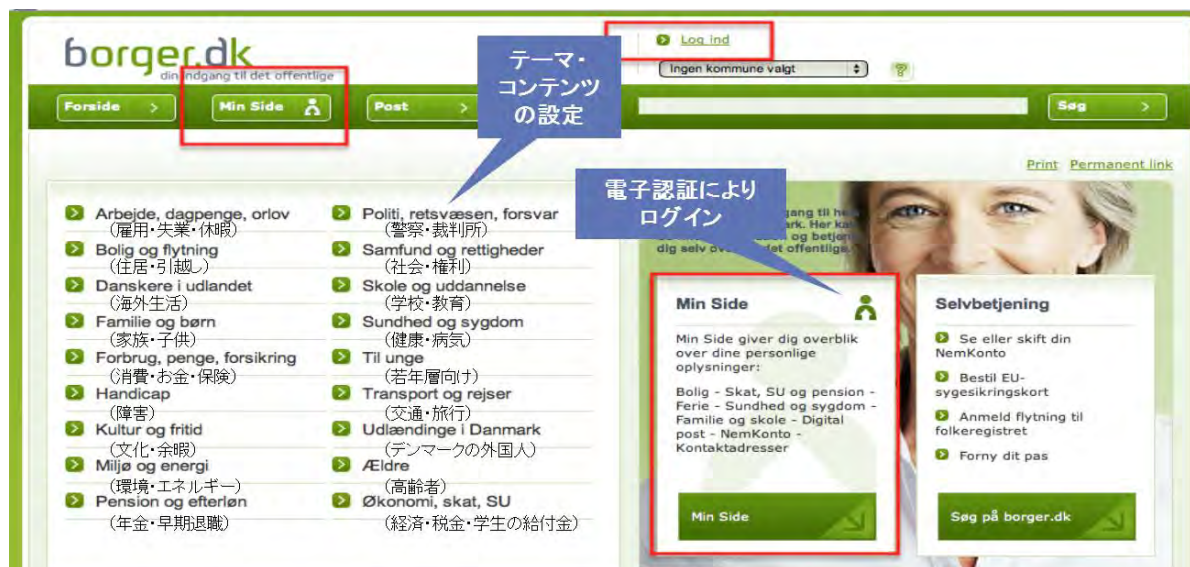 borger.dk
din indgang til det offentlige
Log ind
Ingen kommune valgt
?
Forside >
Min Side
Post >
Søg >
テーマ・
コンテンツ
の設定
Print Permanent link
電子認証により
ログイン
Arbejde, dagpenge, orlov
(雇用・失業・休暇)
Bolig og flytning
(住居・引越し)
Danskere i udlandet
(海外生活)
Familie og børn
(家族・子供)
Forbrug, penge, forsikring
(消費・お金・保険)
Handicap
(障害)
Kultur og fritid
(文化・余暇)
Miljø og energi
(環境・エネルギー)
Pension og efterløn
(年金・早期退職)
Politi, retsvæsen, forsvar
(警察・裁判所)
Samfund og rettigheder
(社会・権利)
Skole og uddannelse
(学校・教育)
Sundhed og sygdom
(健康・病気)
Til unge
(若年層向け)
Transport og rejser
(交通・旅行)
Udlændinge i Danmark
(デンマークの外国人)
Ældre
(高齢者)
Økonomi, skat, SU
(経済・税金・学生の給付金)
gang til
ark. Her
og betjen
dig selv det offentlige.
Min Side
Min Side giver dig overblik
over dine personlige
oplysninger:
Bolig - Skat, SU og pension -
Ferie - Sundhed og sygdom -
Familie og skole - Digital
post - NemKonto -
Kontaktadresser
Min Side
Selvbetjening
Se eller skift din
NemKonto
Bestil EU-
sygesikringskort
Anmeld flytning til
folkeregistret
Forny dit pas
Søg på borger.dk